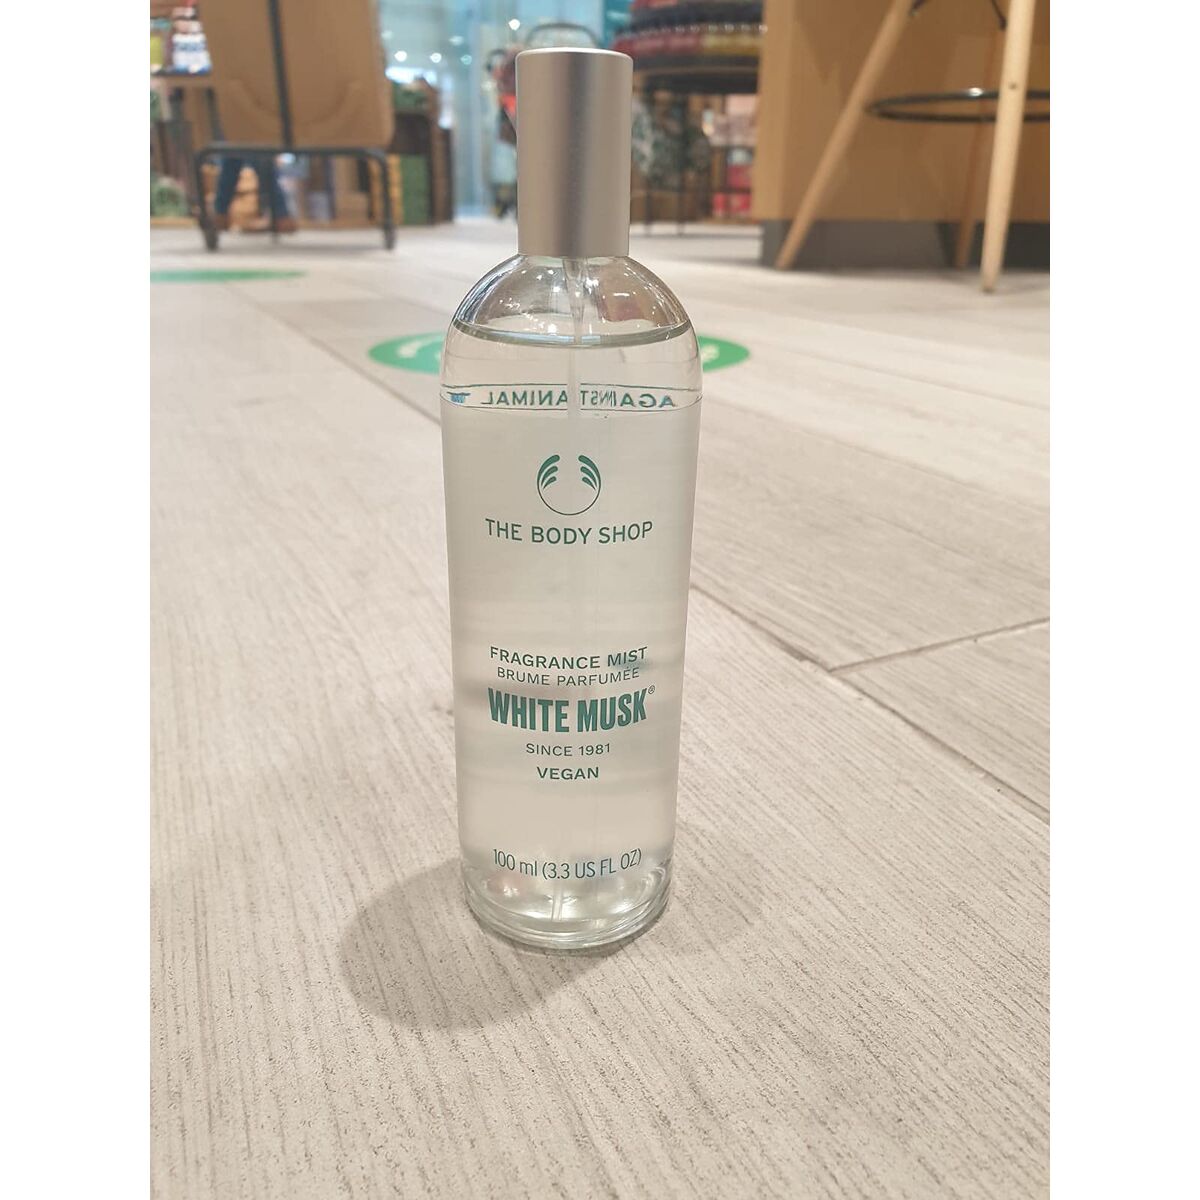 AGAINST ANIMAL
THE BODY SHOP
FRAGRANCE MIST
BRUME PARFUMÉE
WHITE MUSK®
SINCE 1981
VEGAN
100 ml (3.3 US FL OZ)